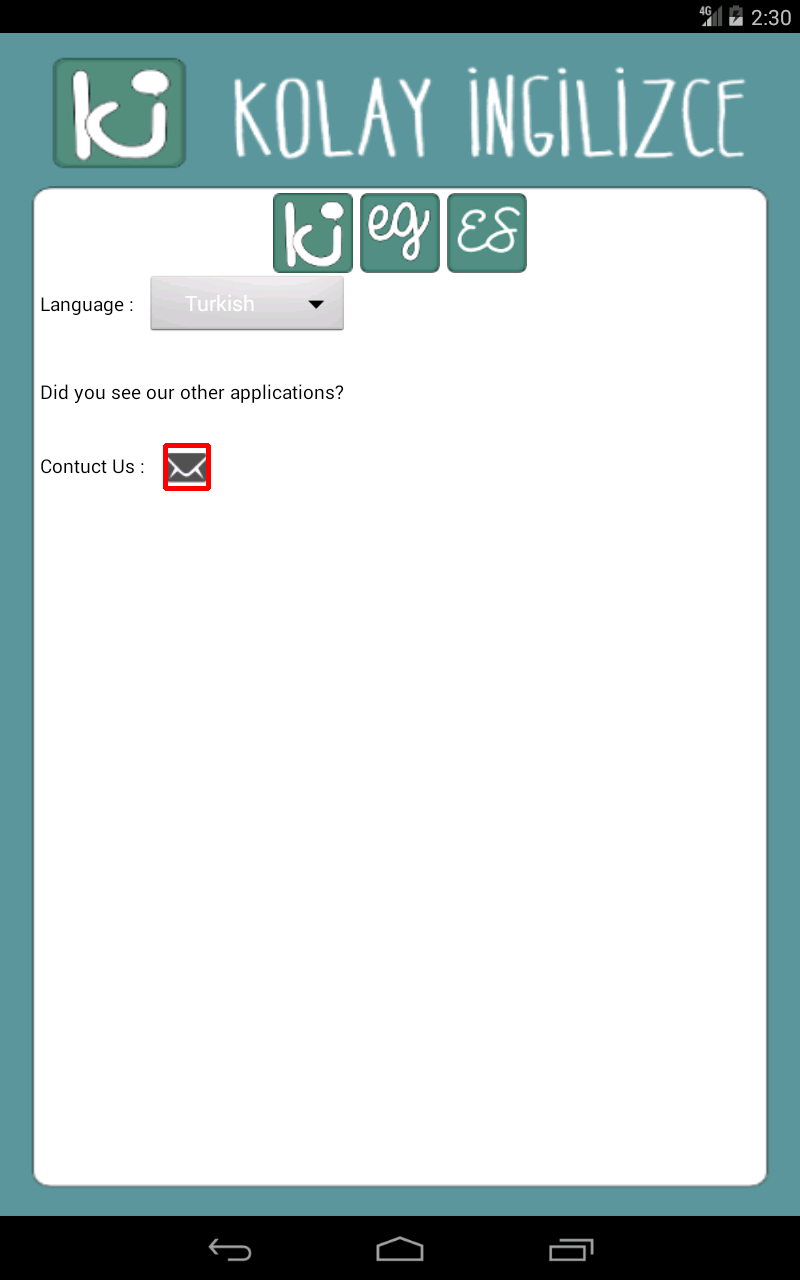 4G 2:30
ki KOLAY İNGİLİZCE
ki eg ES
Language : Turkish
Did you see our other applications?
Contuct Us :